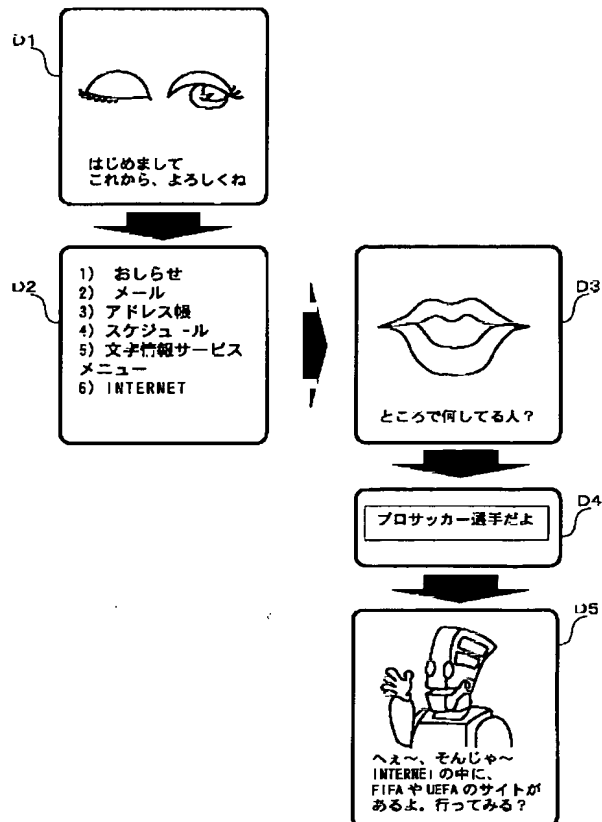 D1
はじめまして
これから、よろしくね
D2
1) おしらせ
2) メール
3) アドレス帳
4) スケジュール
5) 文字情報サービス
メニュー
6) INTERNET
D3
ところで何してる人?
D4
プロサッカー選手だよ
D5
へぇ~、そんじゃ~
INTERNETの中に、
FIFAやUEFAのサイトが
あるよ。行ってみる?